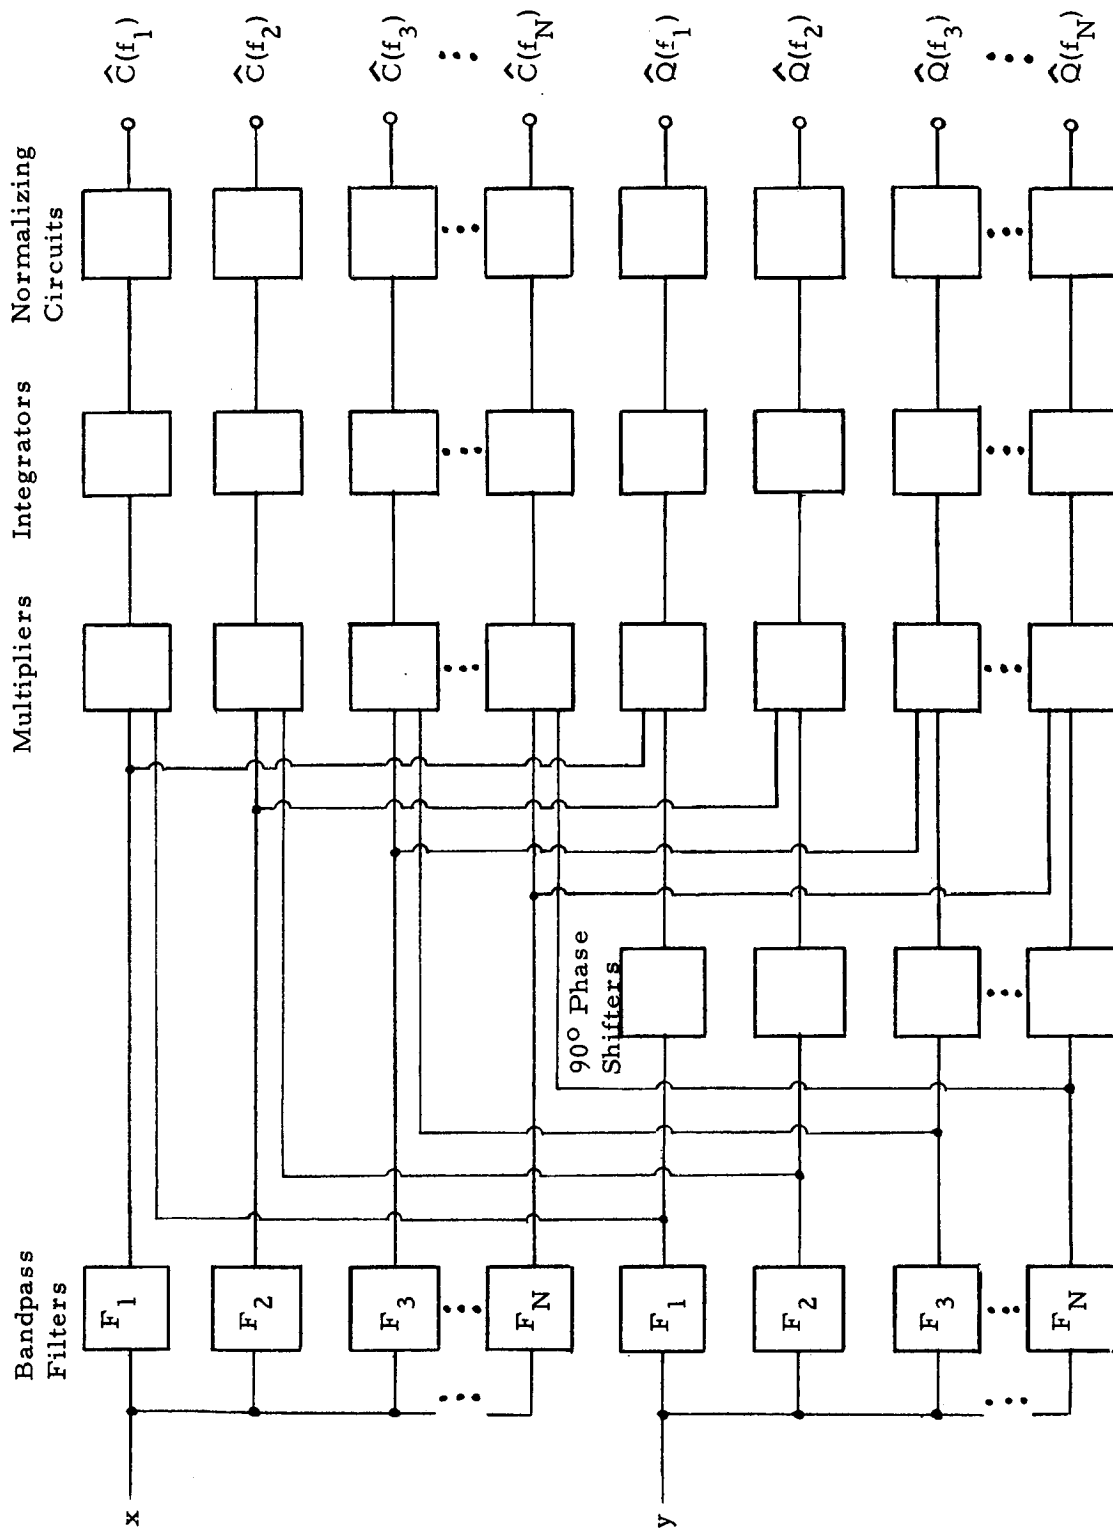 Bandpass
Filters
Multipliers
Integrators
Normalizing
Circuits
x
F1
Ĉ(f1)
F2
Ĉ(f2)
F3
Ĉ(f3)
FN
Ĉ(fN)
90° Phase
Shifters
y
F1
Q̂(f1)
F2
Q̂(f2)
F3
Q̂(f3)
FN
Q̂(fN)